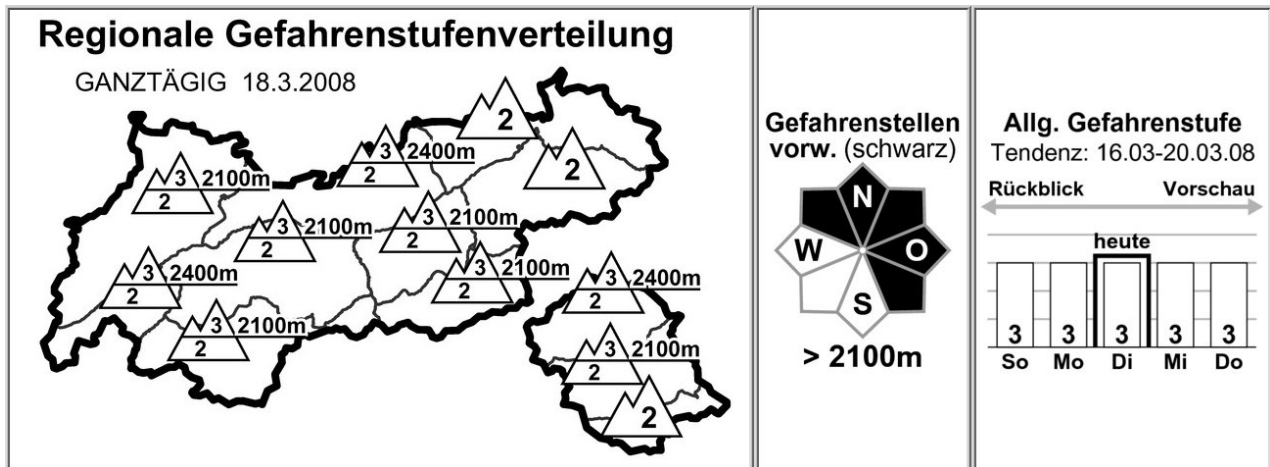 Regionale Gefahrenstufenverteilung
GANZTÄGIG 18.3.2008
2
3 2400m
2
2
3 2100m
2
3 2100m
2
3 2100m
2
3 2400m
2
3 2100m
2
3 2100m
2
3 2400m
2
3 2100m
2
2
Gefahrenstellen
vorw. (schwarz)
N
W O
S
> 2100m
Allg. Gefahrenstufe
Tendenz: 16.03-20.03.08
Rückblick Vorschau
heute
3 3 3 3 3
So Mo Di Mi Do